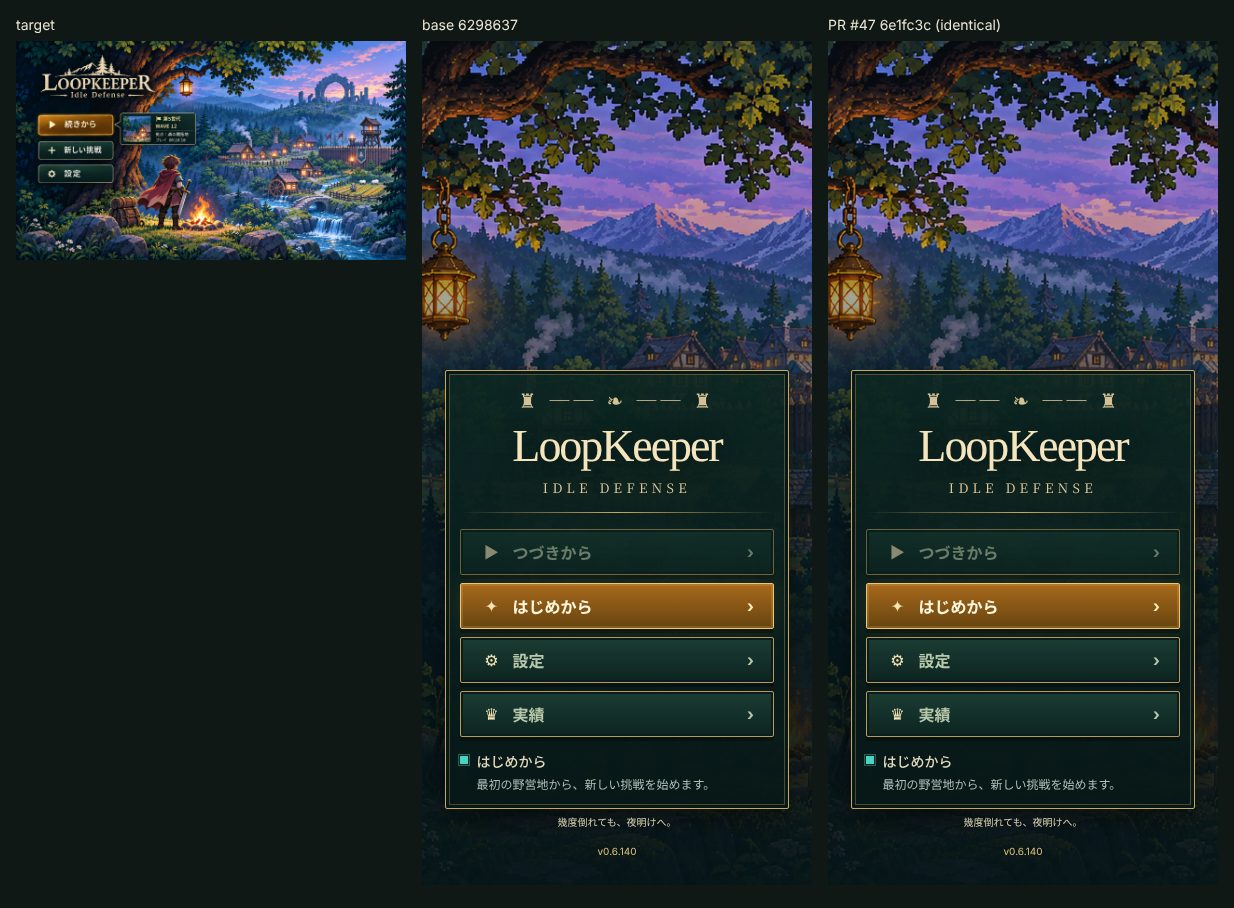 target
LOOPKEEPER
Idle Defense
続きから
新しい挑戦
設定
WAVE 12
base 6298637
LoopKeeper
IDLE DEFENSE
つづきから
はじめから
設定
実績
はじめから
最初の野営地から、新しい挑戦を始めます。
幾度倒れても、夜明けへ。
v0.6.140
PR #47 6e1fc3c (identical)
LoopKeeper
IDLE DEFENSE
つづきから
はじめから
設定
実績
はじめから
最初の野営地から、新しい挑戦を始めます。
幾度倒れても、夜明けへ。
v0.6.140